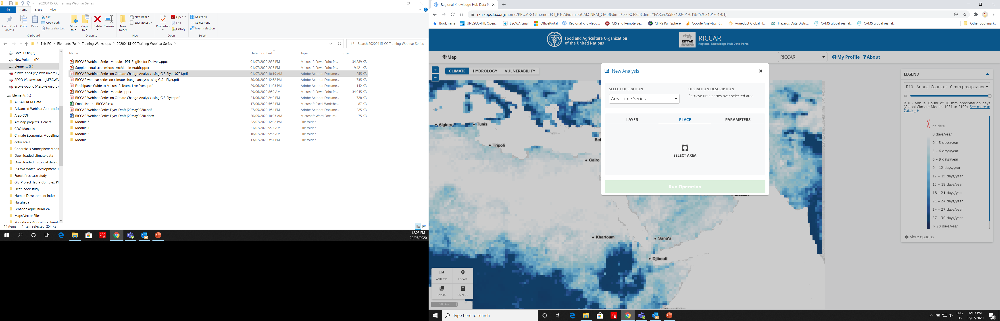 20200415_CC Training Webinar Series
File Home Share View
Pin to Quick access
Copy
Paste
Cut
Copy path
Paste shortcut
Move to
Copy to
Delete
Rename
New folder
New item
Easy access
Properties
Open
Edit
History
Select all
Select none
Invert selection
Clipboard Organise New Open Select
This PC > Elements (F:) > Training Workshops > 20200415_CC Training Webinar Series >
Search 20200415_CC Training Webinar Series
Local Disk (C:)
New Volume (D:)
Elements (F:)
escwa-apps (\\escwa.un.org) (
SDPD (\\escwa.un.org\ESCWA
escwa-public (\\escwa.un.org)
Elements (F:)
ACSAD RCM Data
Advanced Webinar Applicatio
Arab COF
ArcMap projects- General
CDO Manuals
Climate Economics Modelling
color scale
Copernicus Atmosphere Moni
Downloaded climate data
Downloaded historical data C
ESCWA Water Development R
Forest fires case study
GIS_Project_Tadla_Complex_Ph
Heat index study
Human Development Index
Hurghada
Lebanon agricultural VA
Maps Vector Files
Migration - Agricultural Emplo
Name Date modified Type Size
RICCAR Webinar Series-Module1-PPT-English for Delivery.pptx 01/07/2020 2:38 PM Microsoft PowerPoint Pr... 34,289 KB
Supplemental screenshots- ArcMap in Arabic.pptx 01/07/2020 2:25 PM Microsoft PowerPoint Pr... 9,421 KB
RICCAR Webinar Series on Climate Change Analysis using GIS-Flyer-0701.pdf 01/07/2020 10:19 AM Adobe Acrobat Docume... 255 KB
RICCAR webinar series on climate change analysis using GIS - Flyer.pdf 30/06/2020 12:52 PM Adobe Acrobat Docume... 735 KB
Participants Guide to Microsoft Teams Live Event.pdf 29/06/2020 11:03 PM Adobe Acrobat Docume... 142 KB
RICCAR Webinar Series-Module1.pptx 29/06/2020 8:59 AM Microsoft PowerPoint Pr... 34,045 KB
RICCAR Webinar Series on Climate Change Analysis using GIS-Flyer.pdf 24/06/2020 2:40 PM Adobe Acrobat Docume... 728 KB
Email list - all RICCAR.xlsx 17/06/2020 5:53 PM Microsoft Excel Workshe... 87 KB
RICCAR Webinar Series Flyer-Draft (20May2020).pdf 27/05/2020 1:54 PM Adobe Acrobat Docume... 225 KB
RICCAR Webinar Series Flyer-Draft (20May2020).docx 20/05/2020 10:23 AM Microsoft Word Docum... 75 KB
Module 5 22/07/2020 12:02 PM File folder
Module 4 21/07/2020 9:24 AM File folder
Module 3 16/07/2020 9:55 AM File folder
Module 2 13/07/2020 3:57 PM File folder
14 items 1 item selected 254 KB
12:03 PM
22/07/2020
Regional Knowledge Hub Data P
rkh.apps.fao.org/home/RICCAR/1?theme=ECI_R10A&dim=GCM:CNRM_CM5&dim=CES:RCP85&dim=YEAR:%255B2100-01-01%252C2101-01-01)
Bookmarks UNESCO-IHE Open... ESCWA Email OfficePortal Regional Knowledg... GIS and Remote Se... CHRS RainSphere Google Analytics R... Aqueduct Global Fl... EE Hazards Data Distri... CAMS global reanal... CAMS global reanal... Other bookmarks
FAO
Food and Agriculture Organization
of the United Nations
RICCAR
RICCAR
Regional Knowledge Hub Data Portal
Map
RICCAR
My Profile ? About
+
−
CLIMATE HYDROLOGY VULNERABILITY
Algiers
Tunis
Tripoli
Bei
Cairo
Khartoum
Sana'a
Djibouti
New Analysis
SELECT OPERATION
Area Time Series
OPERATION DESCRIPTION
Retrieve time-series over selected area.
LAYER PLACE PARAMETERS
SELECT AREA
Run Operation
LEGEND
R10 - Annual Count of 10 mm precipitation
R10 - Annual Count of 10 mm precipitation days
(Global Climate Models 1951 to 2100). See more in
Catalog
no data
0 days/year
0 - 3 days/year
3 - 6 days/year
6 - 9 days/year
9 - 12 days/year
12 - 15 days/year
15 - 18 days/year
18 - 21 days/year
21 - 24 days/year
24 - 27 days/year
27 - 30 days/year
> 30 days/year
More options
ANALYSIS LOCATE
LAYERS CATALOG
500 km
Type here to search
ENG
US
12:03 PM
22/07/2020
25